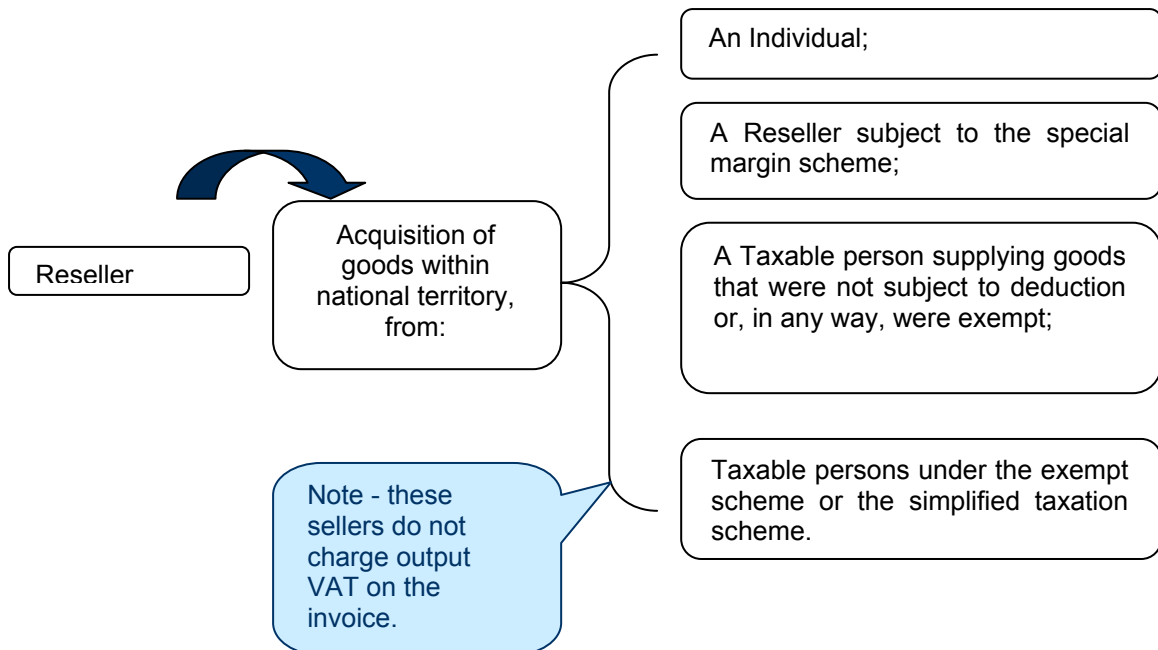 Reseller
Acquisition of
goods within
national territory,
from:
An Individual;
A Reseller subject to the special
margin scheme;
A Taxable person supplying goods
that were not subject to deduction
or, in any way, were exempt;
Taxable persons under the exempt
scheme or the simplified taxation
scheme.
Note - these
sellers do not
charge output
VAT on the
invoice.